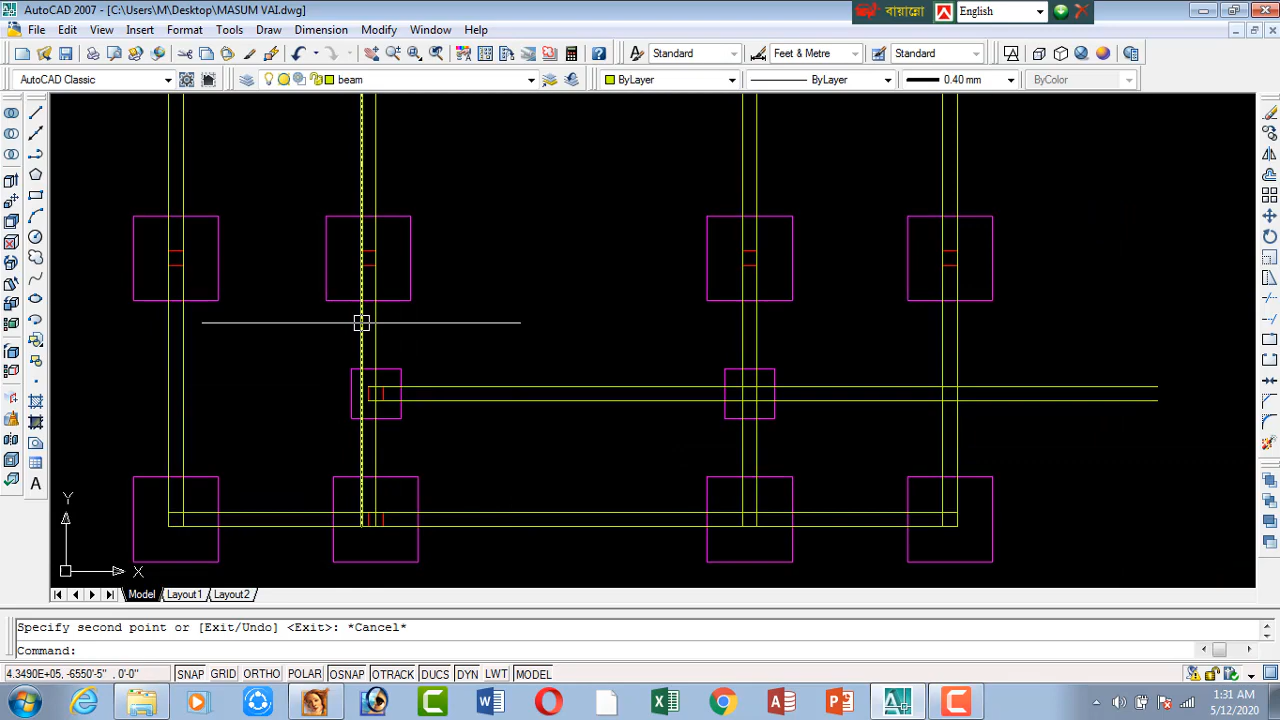 AutoCAD 2007 - [C:\Users\M\Desktop\MASUM VAI.dwg]
বায়ান্নো
English
File Edit View Insert Format Tools Draw Dimension Modify Window Help
Standard
Feet & Metre
Standard
AutoCAD Classic
beam
ByLayer
ByLayer
0.40 mm
ByColor
A
Y
X
Model Layout1 Layout2
Specify second point or [Exit/Undo] <Exit>: *Cancel*
Command:
4.3490E+05, -6550'-5" , 0'-0"
SNAP GRID ORTHO POLAR OSNAP OTRACK DUCS DYN LWT MODEL
1:31 AM
5/12/2020